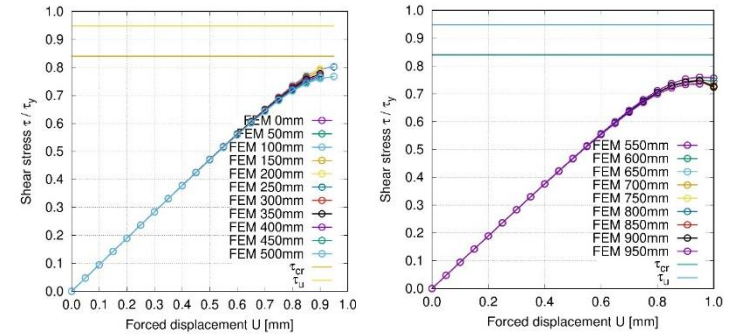 1.0
0.9
0.8
0.7
0.6
0.5
0.4
0.3
0.2
0.1
0.0
Shear stress τ / τy
FEM 0mm
FEM 50mm
FEM 100mm
FEM 150mm
FEM 200mm
FEM 250mm
FEM 300mm
FEM 350mm
FEM 400mm
FEM 450mm
FEM 500mm
τcr
τu
0.0 0.1 0.2 0.3 0.4 0.5 0.6 0.7 0.8 0.9 1.0
Forced displacement U [mm]
1.0
0.9
0.8
0.7
0.6
0.5
0.4
0.3
0.2
0.1
0.0
Shear stress τ / τy
FEM 550mm
FEM 600mm
FEM 650mm
FEM 700mm
FEM 750mm
FEM 800mm
FEM 850mm
FEM 900mm
FEM 950mm
τcr
τu
0.0 0.2 0.4 0.6 0.8 1.0
Forced displacement U [mm]